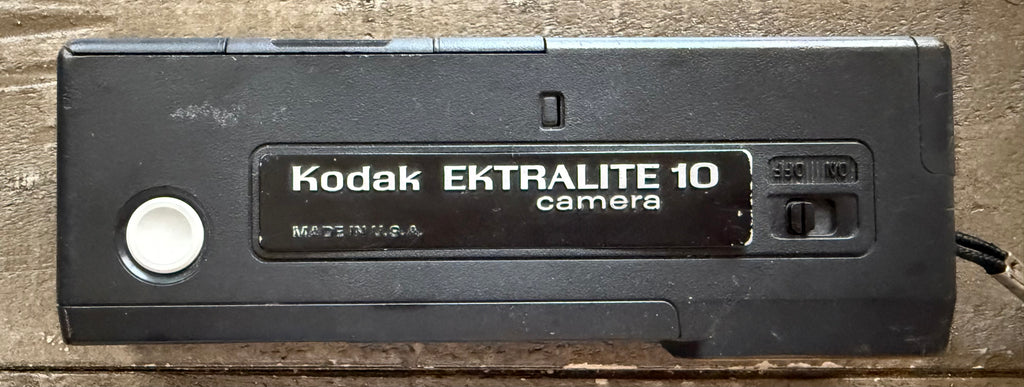 Kodak EKTRALITE 10
camera
MADE IN U.S.A.
OFF ON